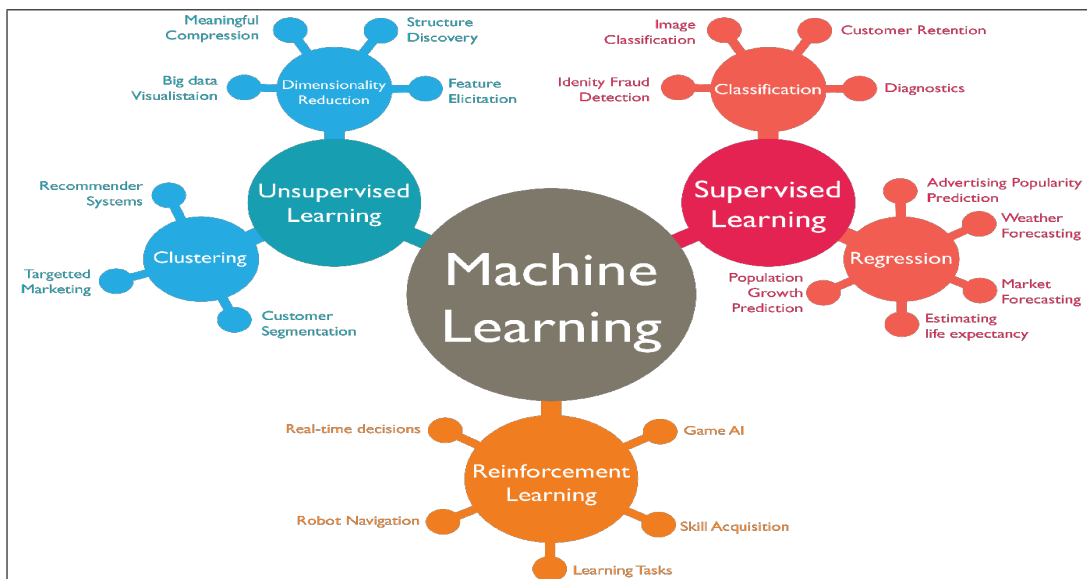 Meaningful
Compression
Structure
Discovery
Big data
Visualistaion
Dimensionality
Reduction
Feature
Elicitation
Image
Classification
Customer Retention
Idenity Fraud
Detection
Classification
Diagnostics
Unsupervised
Learning
Supervised
Learning
Recommender
Systems
Clustering
Targetted
Marketing
Customer
Segmentation
Machine
Learning
Advertising Popularity
Prediction
Weather
Forecasting
Regression
Population
Growth
Prediction
Market
Forecasting
Estimating
life expectancy
Real-time decisions
Game AI
Reinforcement
Learning
Robot Navigation
Skill Acquisition
Learning Tasks